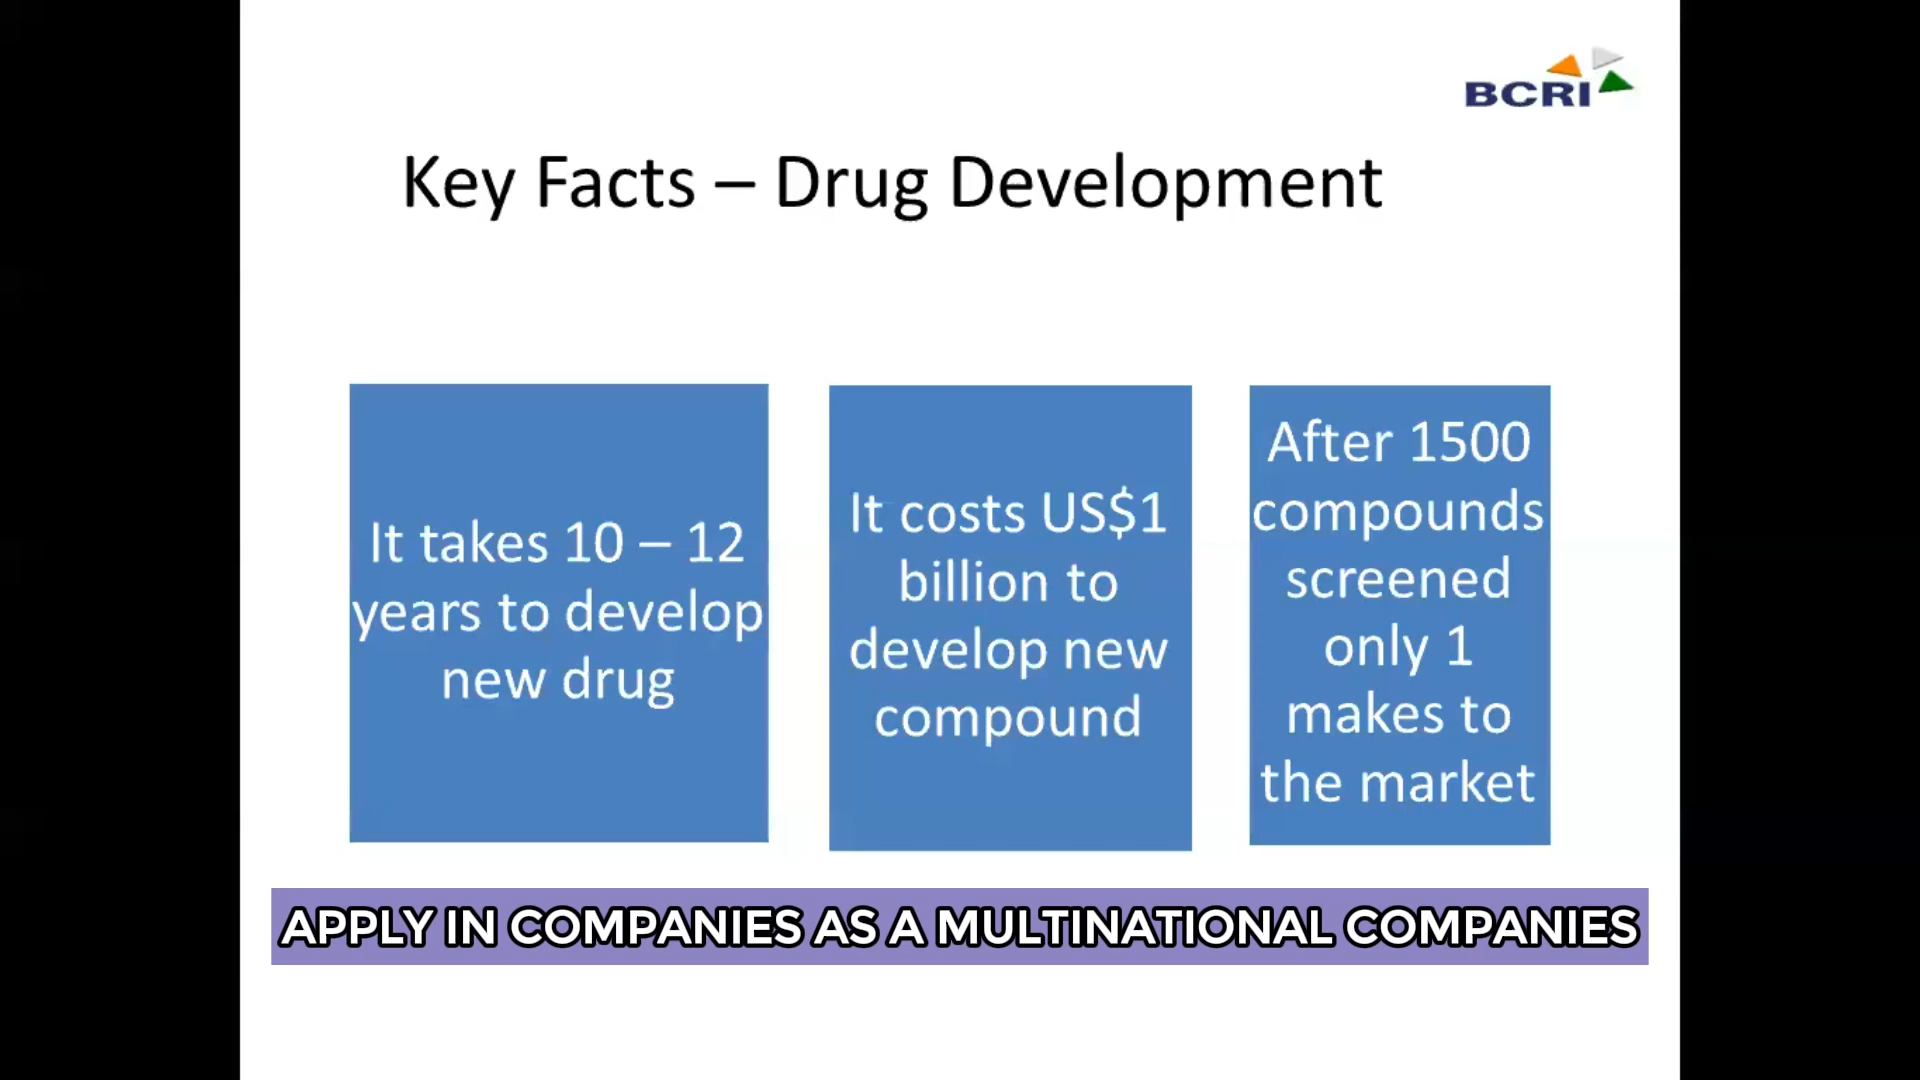 BCRI
Key Facts – Drug Development
It takes 10 – 12
years to develop
new drug
It costs US$1
billion to
develop new
compound
After 1500
compounds
screened
only 1
makes to
the market
APPLY IN COMPANIES AS A MULTINATIONAL COMPANIES